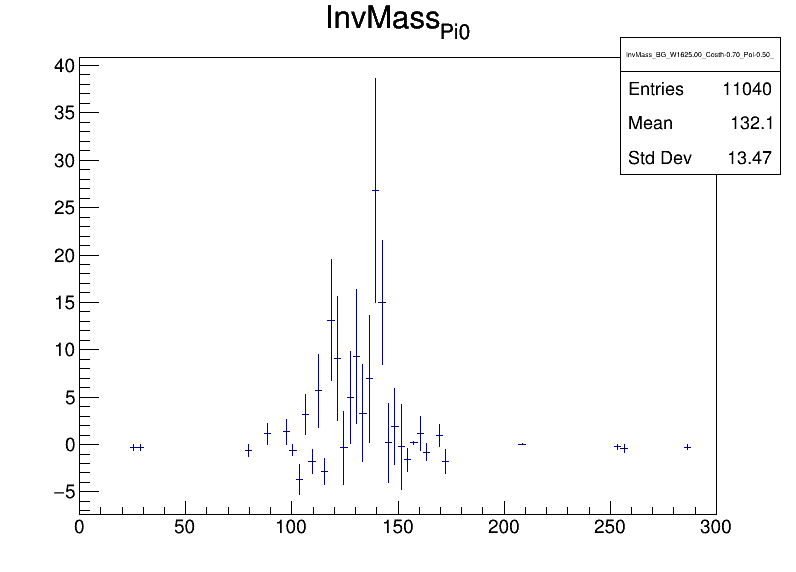 InvMass_Pi0
InvMass_BG_W1625.00_Costh-0.70_Pol-0.50_
Entries 11040
Mean 132.1
Std Dev 13.47
40
35
30
25
20
15
10
5
0
−5
0 50 100 150 200 250 300